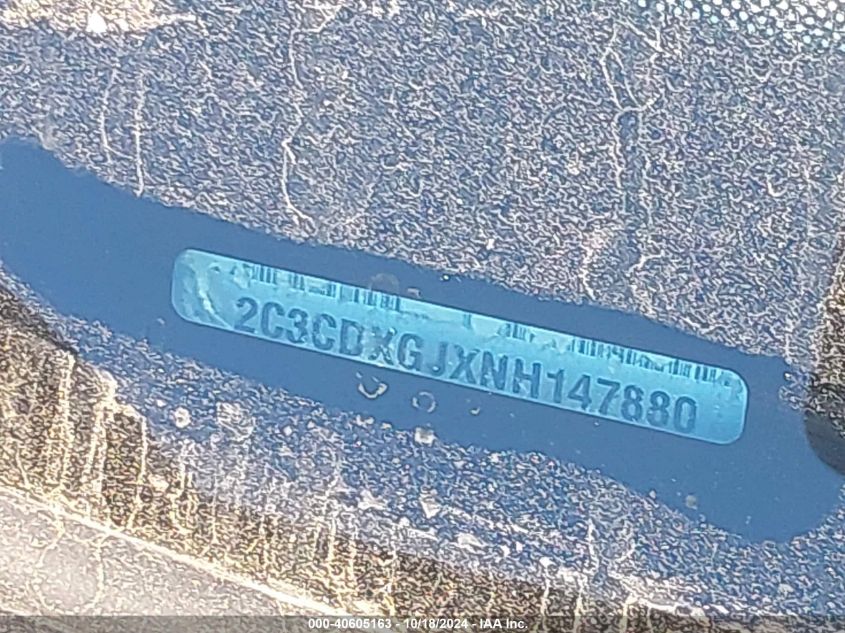 2C3CDXGJXNH147880
000-40605163 - 10/18/2024 - IAA, Inc.